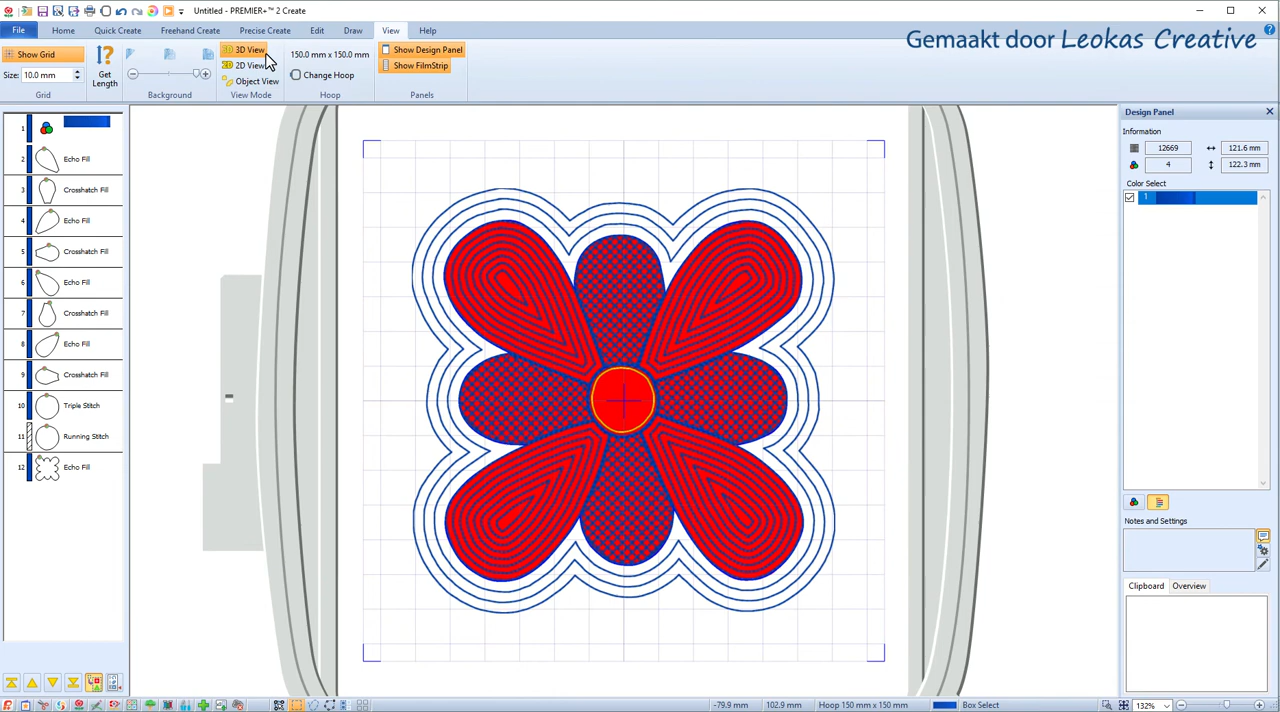 Untitled - PREMIER+™ 2 Create
File Home Quick Create Freehand Create Precise Create Edit Draw View Help
Gemaakt door Leokas Creative
Show Grid
Size: 10.0 mm
Grid
Get
Length
Background
3D View
2D View
Object View
View Mode
150.0 mm x 150.0 mm
Change Hoop
Hoop
Show Design Panel
Show FilmStrip
Panels
1
2 Echo Fill
3 Crosshatch Fill
4 Echo Fill
5 Crosshatch Fill
6 Echo Fill
7 Crosshatch Fill
8 Echo Fill
9 Crosshatch Fill
10 Triple Stitch
11 Running Stitch
12 Echo Fill
Design Panel
Information
12669 121.6 mm
4 122.3 mm
Color Select
1
Notes and Settings
Clipboard Overview
-79.9 mm 102.9 mm Hoop 150 mm x 150 mm Box Select 132%